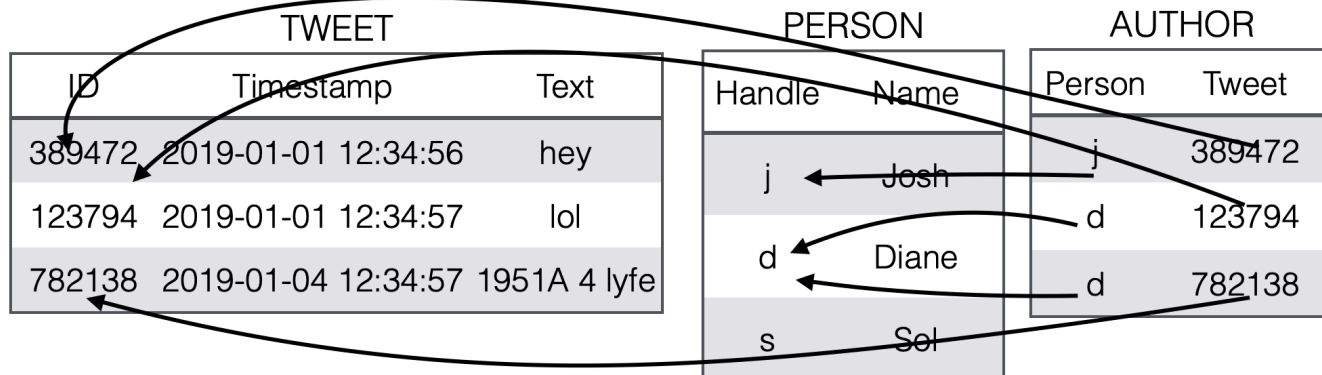 TWEET
ID Timestamp Text
389472 2019-01-01 12:34:56 hey
123794 2019-01-01 12:34:57 lol
782138 2019-01-04 12:34:57 1951A 4 lyfe
PERSON
Handle Name
j Josh
d Diane
s Sol
AUTHOR
Person Tweet
j 389472
d 123794
d 782138